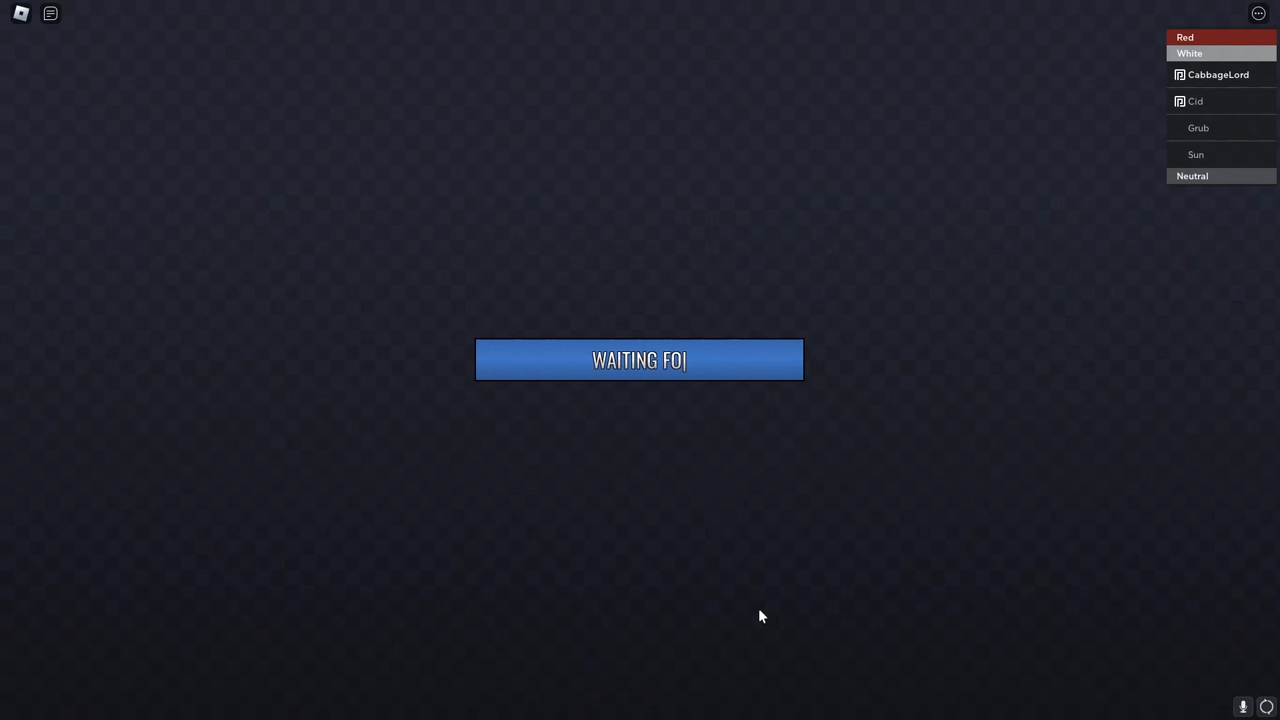 Red
White
CabbageLord
Cid
Grub
Sun
Neutral
WAITING FO|